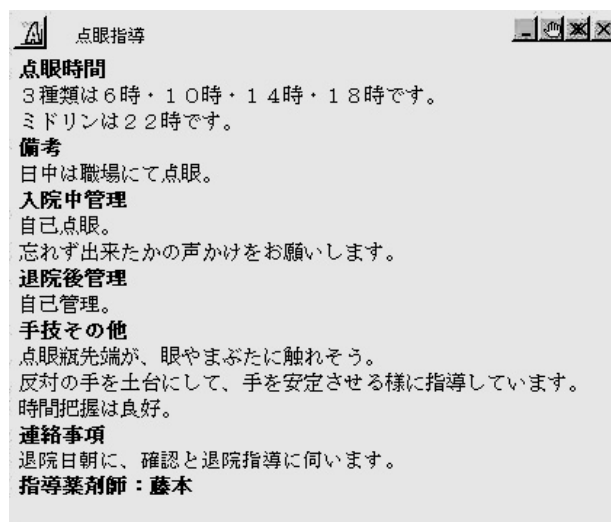 点眼指導
点眼時間
３種類は６時・１０時・１４時・１８時です。
ミドリンは２２時です。
備考
日中は職場にて点眼。
入院中管理
自己点眼。
忘れず出来たかの声かけをお願いします。
退院後管理
自己管理。
手技その他
点眼瓶先端が、眼やまぶたに触れそう。
反対の手を土台にして、手を安定させる様に指導しています。
時間把握は良好。
連絡事項
退院日朝に、確認と退院指導に伺います。
指導薬剤師：藤本